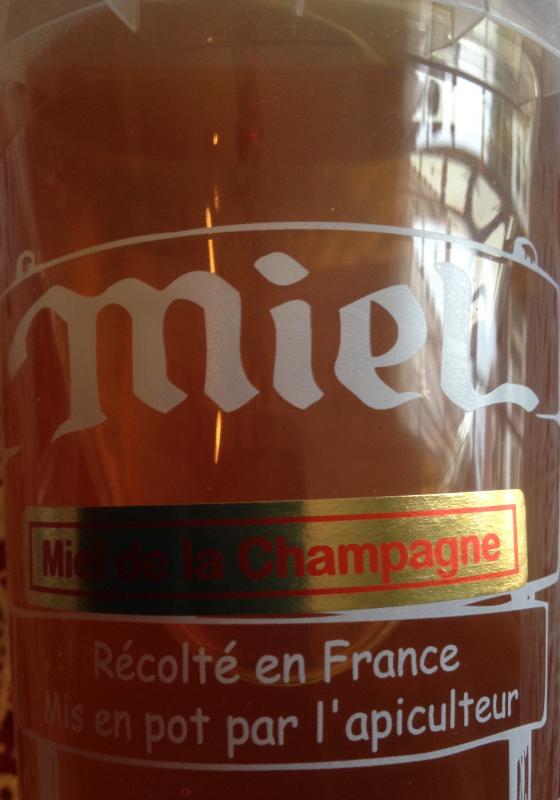 miel
Miel de la Champagne
Récolté en France
Mis en pot par l'apiculteur